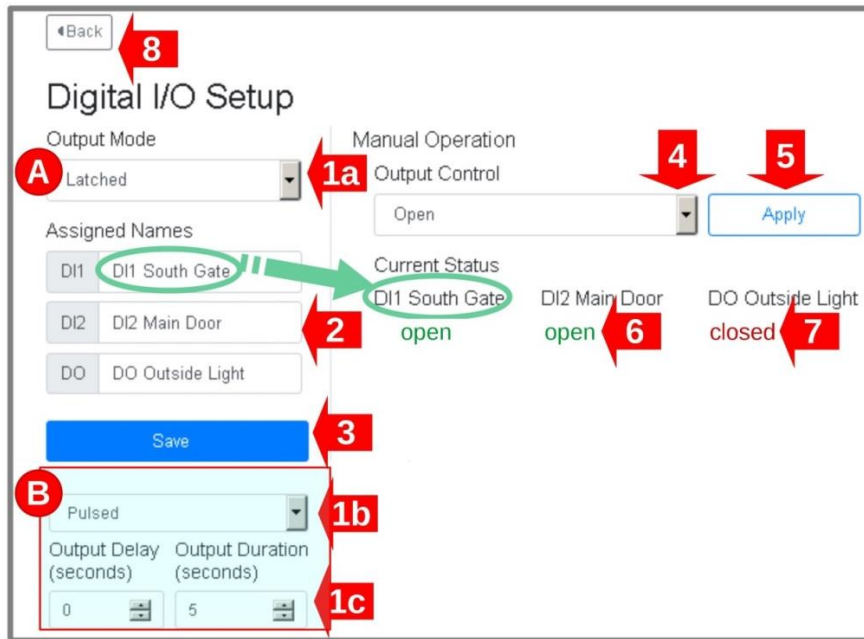 Back
8
Digital I/O Setup
Output Mode
A
Latched
1a
Assigned Names
DI1 DI1 South Gate
DI2 DI2 Main Door
2
DO DO Outside Light
Save
3
B
Pulsed
1b
Output Delay (seconds)
Output Duration (seconds)
0
5
1c
Manual Operation
Output Control
4
5
Open
Apply
Current Status
DI1 South Gate
DI2 Main Door
DO Outside Light
open
open
6
closed
7